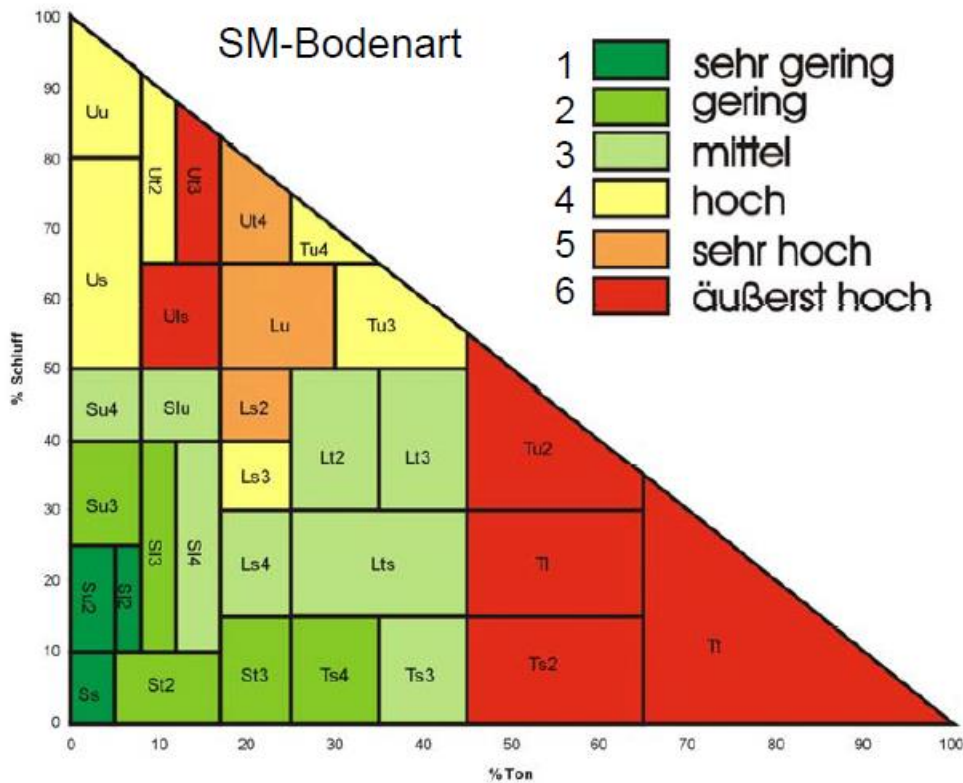 SM-Bodenart
1 sehr gering
2 gering
3 mittel
4 hoch
5 sehr hoch
6 äußerst hoch
% Schluff
100
90
80
70
60
50
40
30
20
10
0
Uu
Ut2
Ut3
Us
Ut4
Tu4
Uls
Lu
Tu3
Su4
Slu
Ls2
Lt2
Lt3
Tu2
Ls3
Su3
Sl3
Sl4
Su2
Sl2
Ls4
Lts
Tl
Tt
Ss
St2
St3
Ts4
Ts3
Ts2
0 10 20 30 40 50 60 70 80 90 100
% Ton